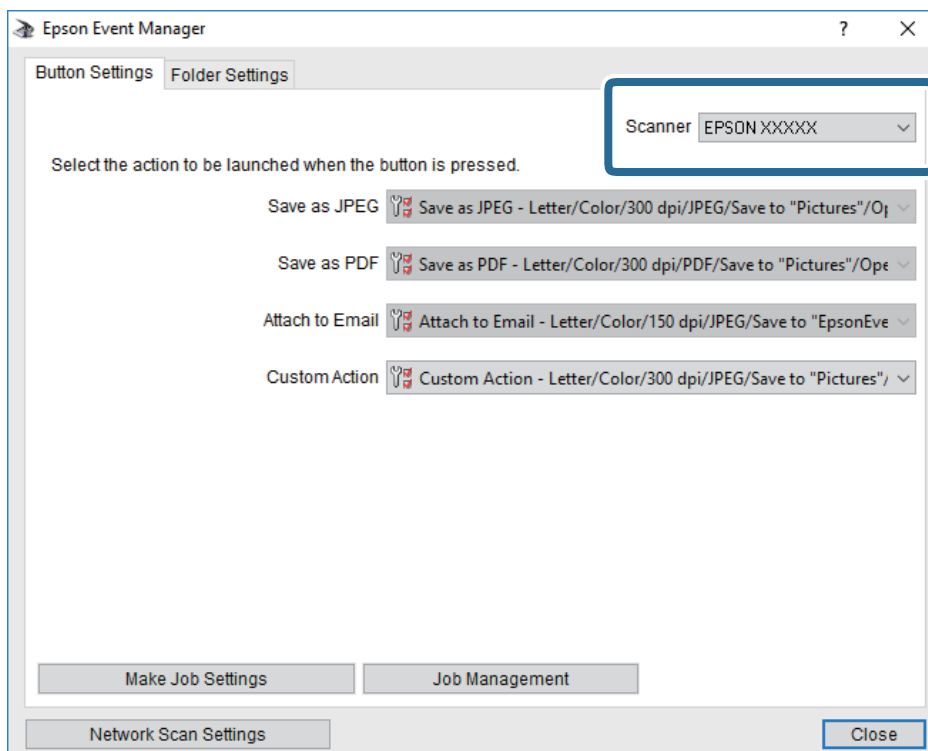 Epson Event Manager
Button Settings Folder Settings
Scanner EPSON XXXXX
Select the action to be launched when the button is pressed.
Save as JPEG Save as JPEG - Letter/Color/300 dpi/JPEG/Save to "Pictures"/Op
Save as PDF Save as PDF - Letter/Color/300 dpi/PDF/Save to "Pictures"/Ope
Attach to Email Attach to Email - Letter/Color/150 dpi/JPEG/Save to "EpsonEve
Custom Action Custom Action - Letter/Color/300 dpi/JPEG/Save to "Pictures"/
Make Job Settings Job Management
Network Scan Settings Close